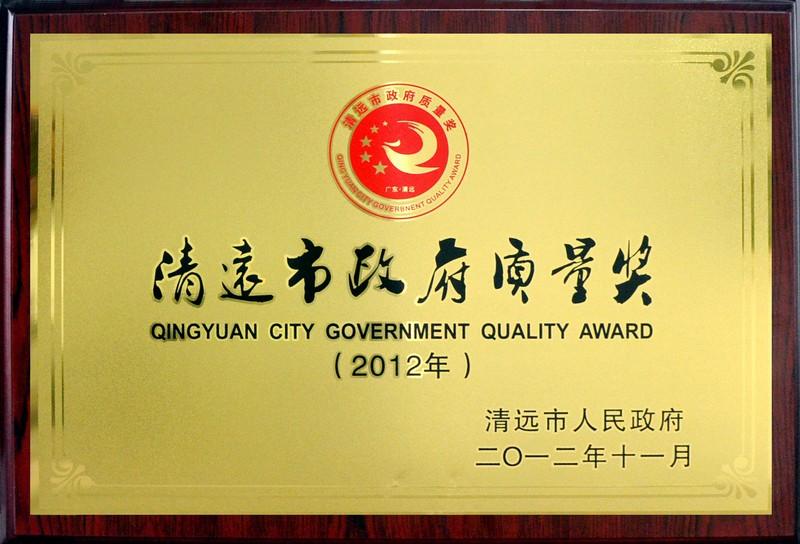 清远市政府质量奖
QINGYUAN CITY GOVERBNENT QUALITY AWARD
广东·清远
清遠市政府质量奖
QINGYUAN CITY GOVERNMENT QUALITY AWARD
(2012年)
清远市人民政府
二〇一二年十一月